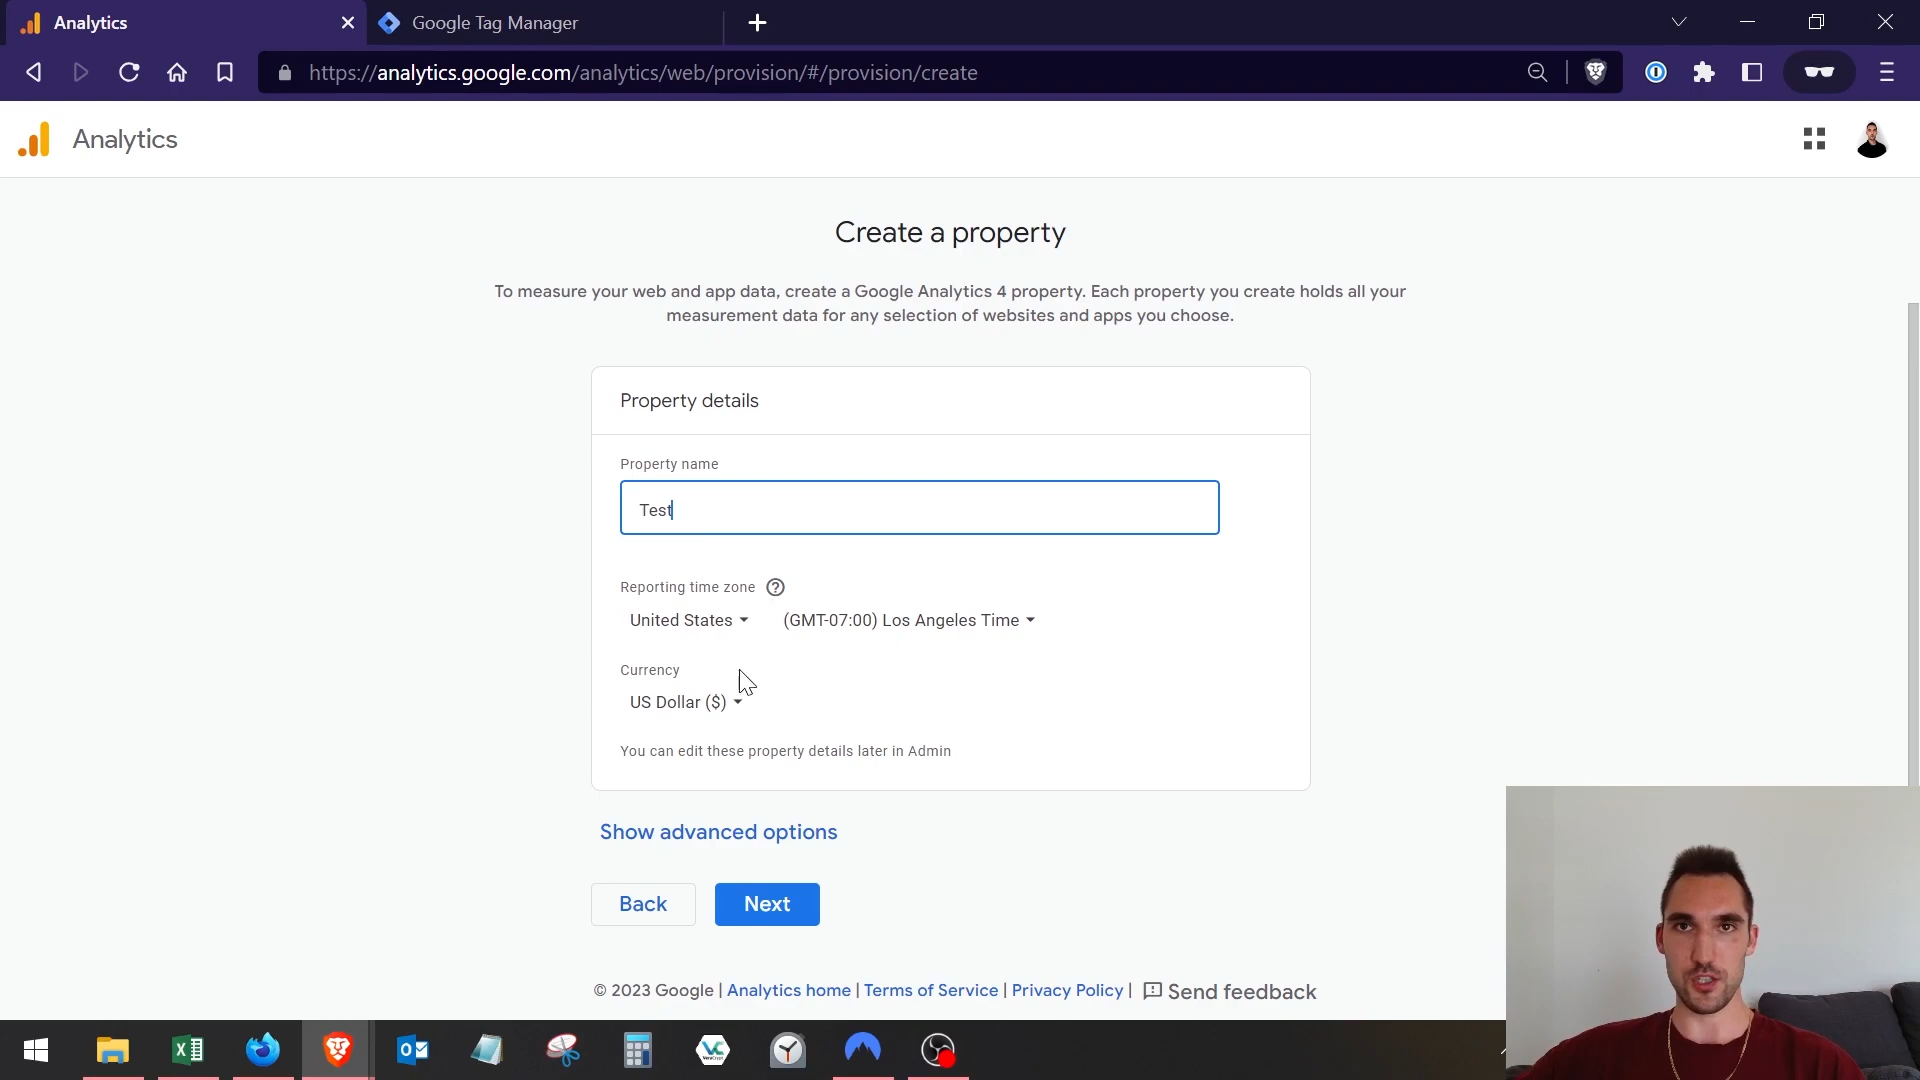 Analytics
Google Tag Manager
https://analytics.google.com/analytics/web/provision/#/provision/create
Analytics
Create a property
To measure your web and app data, create a Google Analytics 4 property. Each property you create holds all your
measurement data for any selection of websites and apps you choose.
Property details
Property name
Test
Reporting time zone
United States (GMT-07:00) Los Angeles Time
Currency
US Dollar ($)
You can edit these property details later in Admin
Show advanced options
Back Next
© 2023 Google | Analytics home | Terms of Service | Privacy Policy | Send feedback